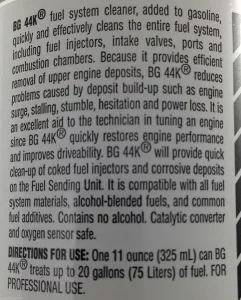 BG 44K® fuel system cleaner, added to gasoline,
quickly and effectively cleans the entire fuel system,
including fuel injectors, intake valves, ports and
combustion chambers. Because it provides efficient
removal of upper engine deposits, BG 44K® reduces
problems caused by deposit build-up such as engine
surge, stalling, stumble, hesitation and power loss. It is
an excellent aid to the technician in tuning an engine
since BG 44K® quickly restores engine performance
and improves driveability. BG 44K® will provide quick
clean-up of coked fuel injectors and corrosive deposits
on the Fuel Sending Unit. It is compatible with all fuel
system materials, alcohol-blended fuels, and common
fuel additives. Contains no alcohol. Catalytic converter
and oxygen sensor safe.
DIRECTIONS FOR USE: One 11 ounce (325 mL) can BG
44K® treats up to 20 gallons (75 Liters) of fuel. FOR
PROFESSIONAL USE.